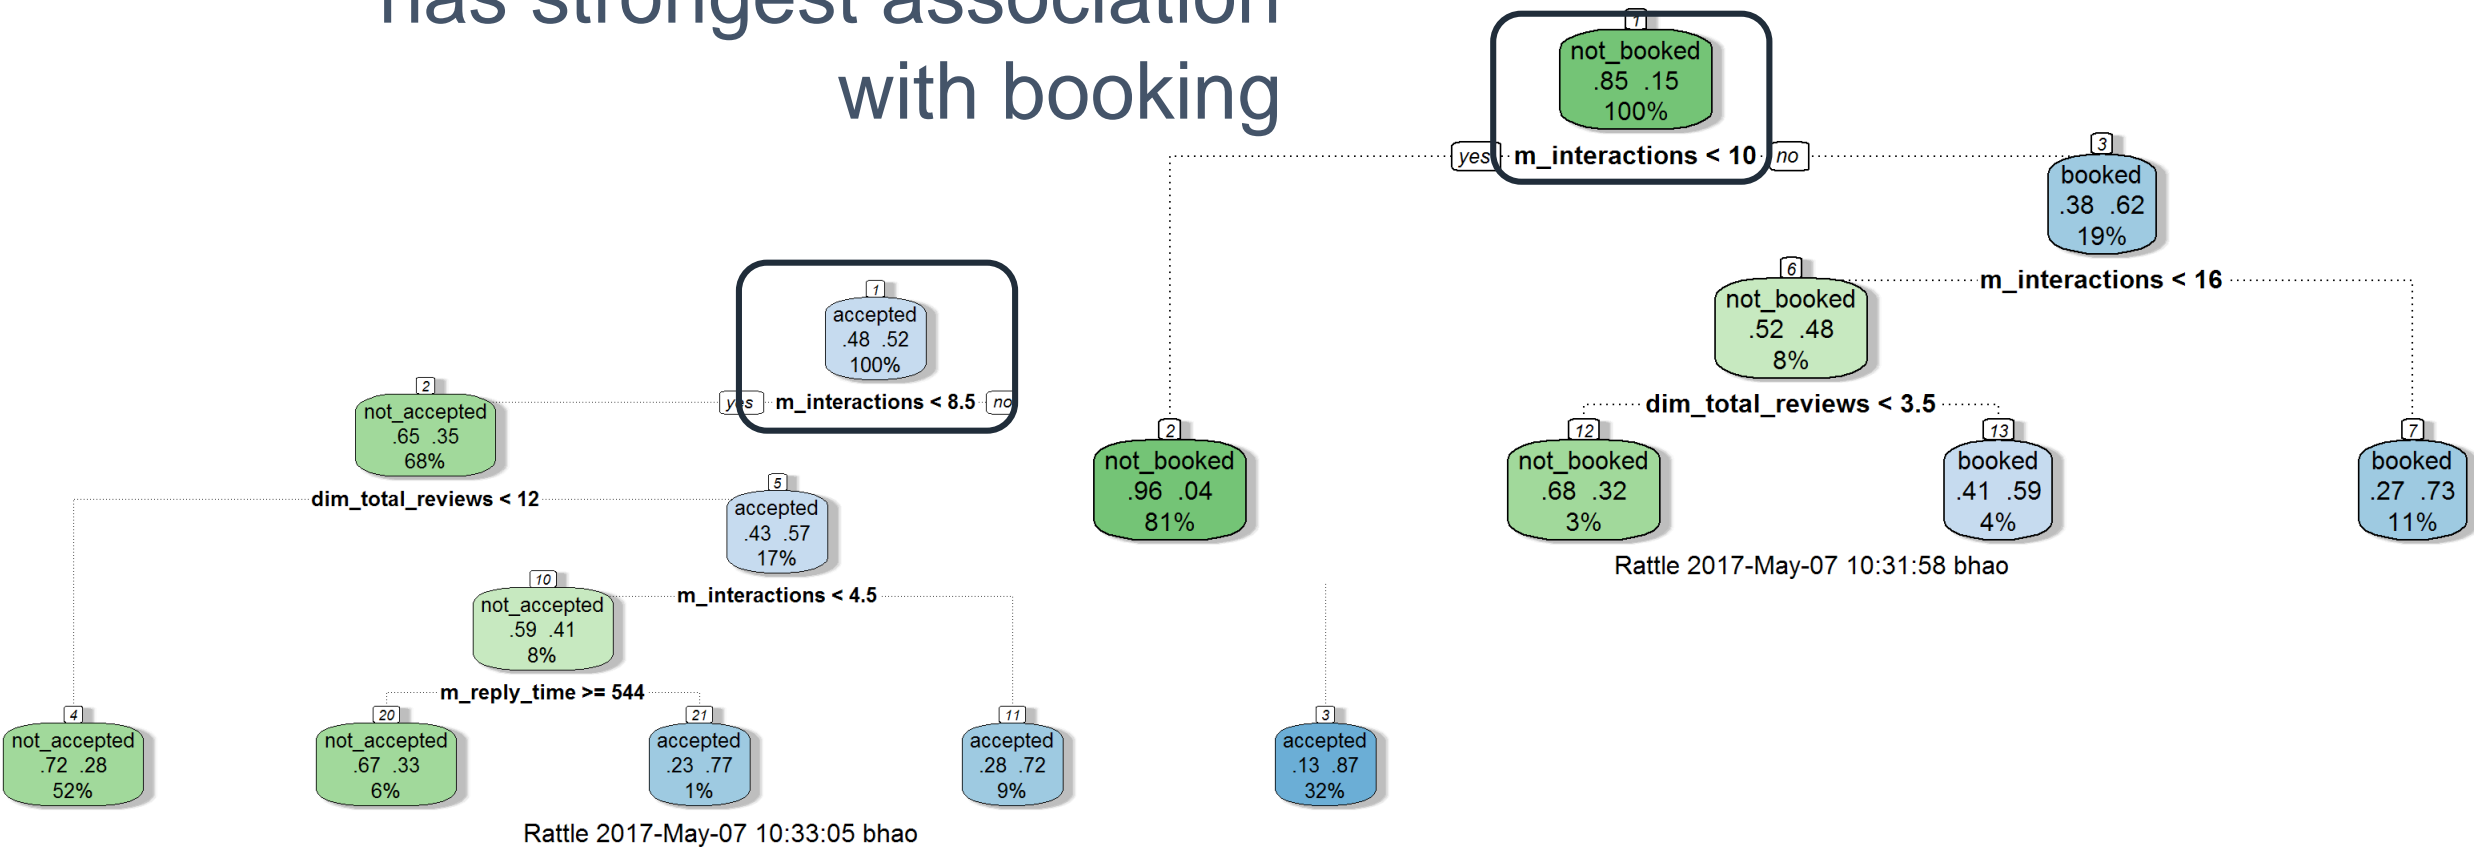 has strongest association
with booking
1
not_booked
.85 .15
100%
yes m_interactions < 10 no
3
booked
.38 .62
19%
m_interactions < 16
6
not_booked
.52 .48
8%
dim_total_reviews < 3.5
2
not_booked
.96 .04
81%
12
not_booked
.68 .32
3%
13
booked
.41 .59
4%
7
booked
.27 .73
11%
Rattle 2017-May-07 10:31:58 bhao
1
accepted
.48 .52
100%
yes m_interactions < 8.5 no
2
not_accepted
.65 .35
68%
dim_total_reviews < 12
5
accepted
.43 .57
17%
m_interactions < 4.5
10
not_accepted
.59 .41
8%
m_reply_time >= 544
4
not_accepted
.72 .28
52%
20
not_accepted
.67 .33
6%
21
accepted
.23 .77
1%
11
accepted
.28 .72
9%
3
accepted
.13 .87
32%
Rattle 2017-May-07 10:33:05 bhao